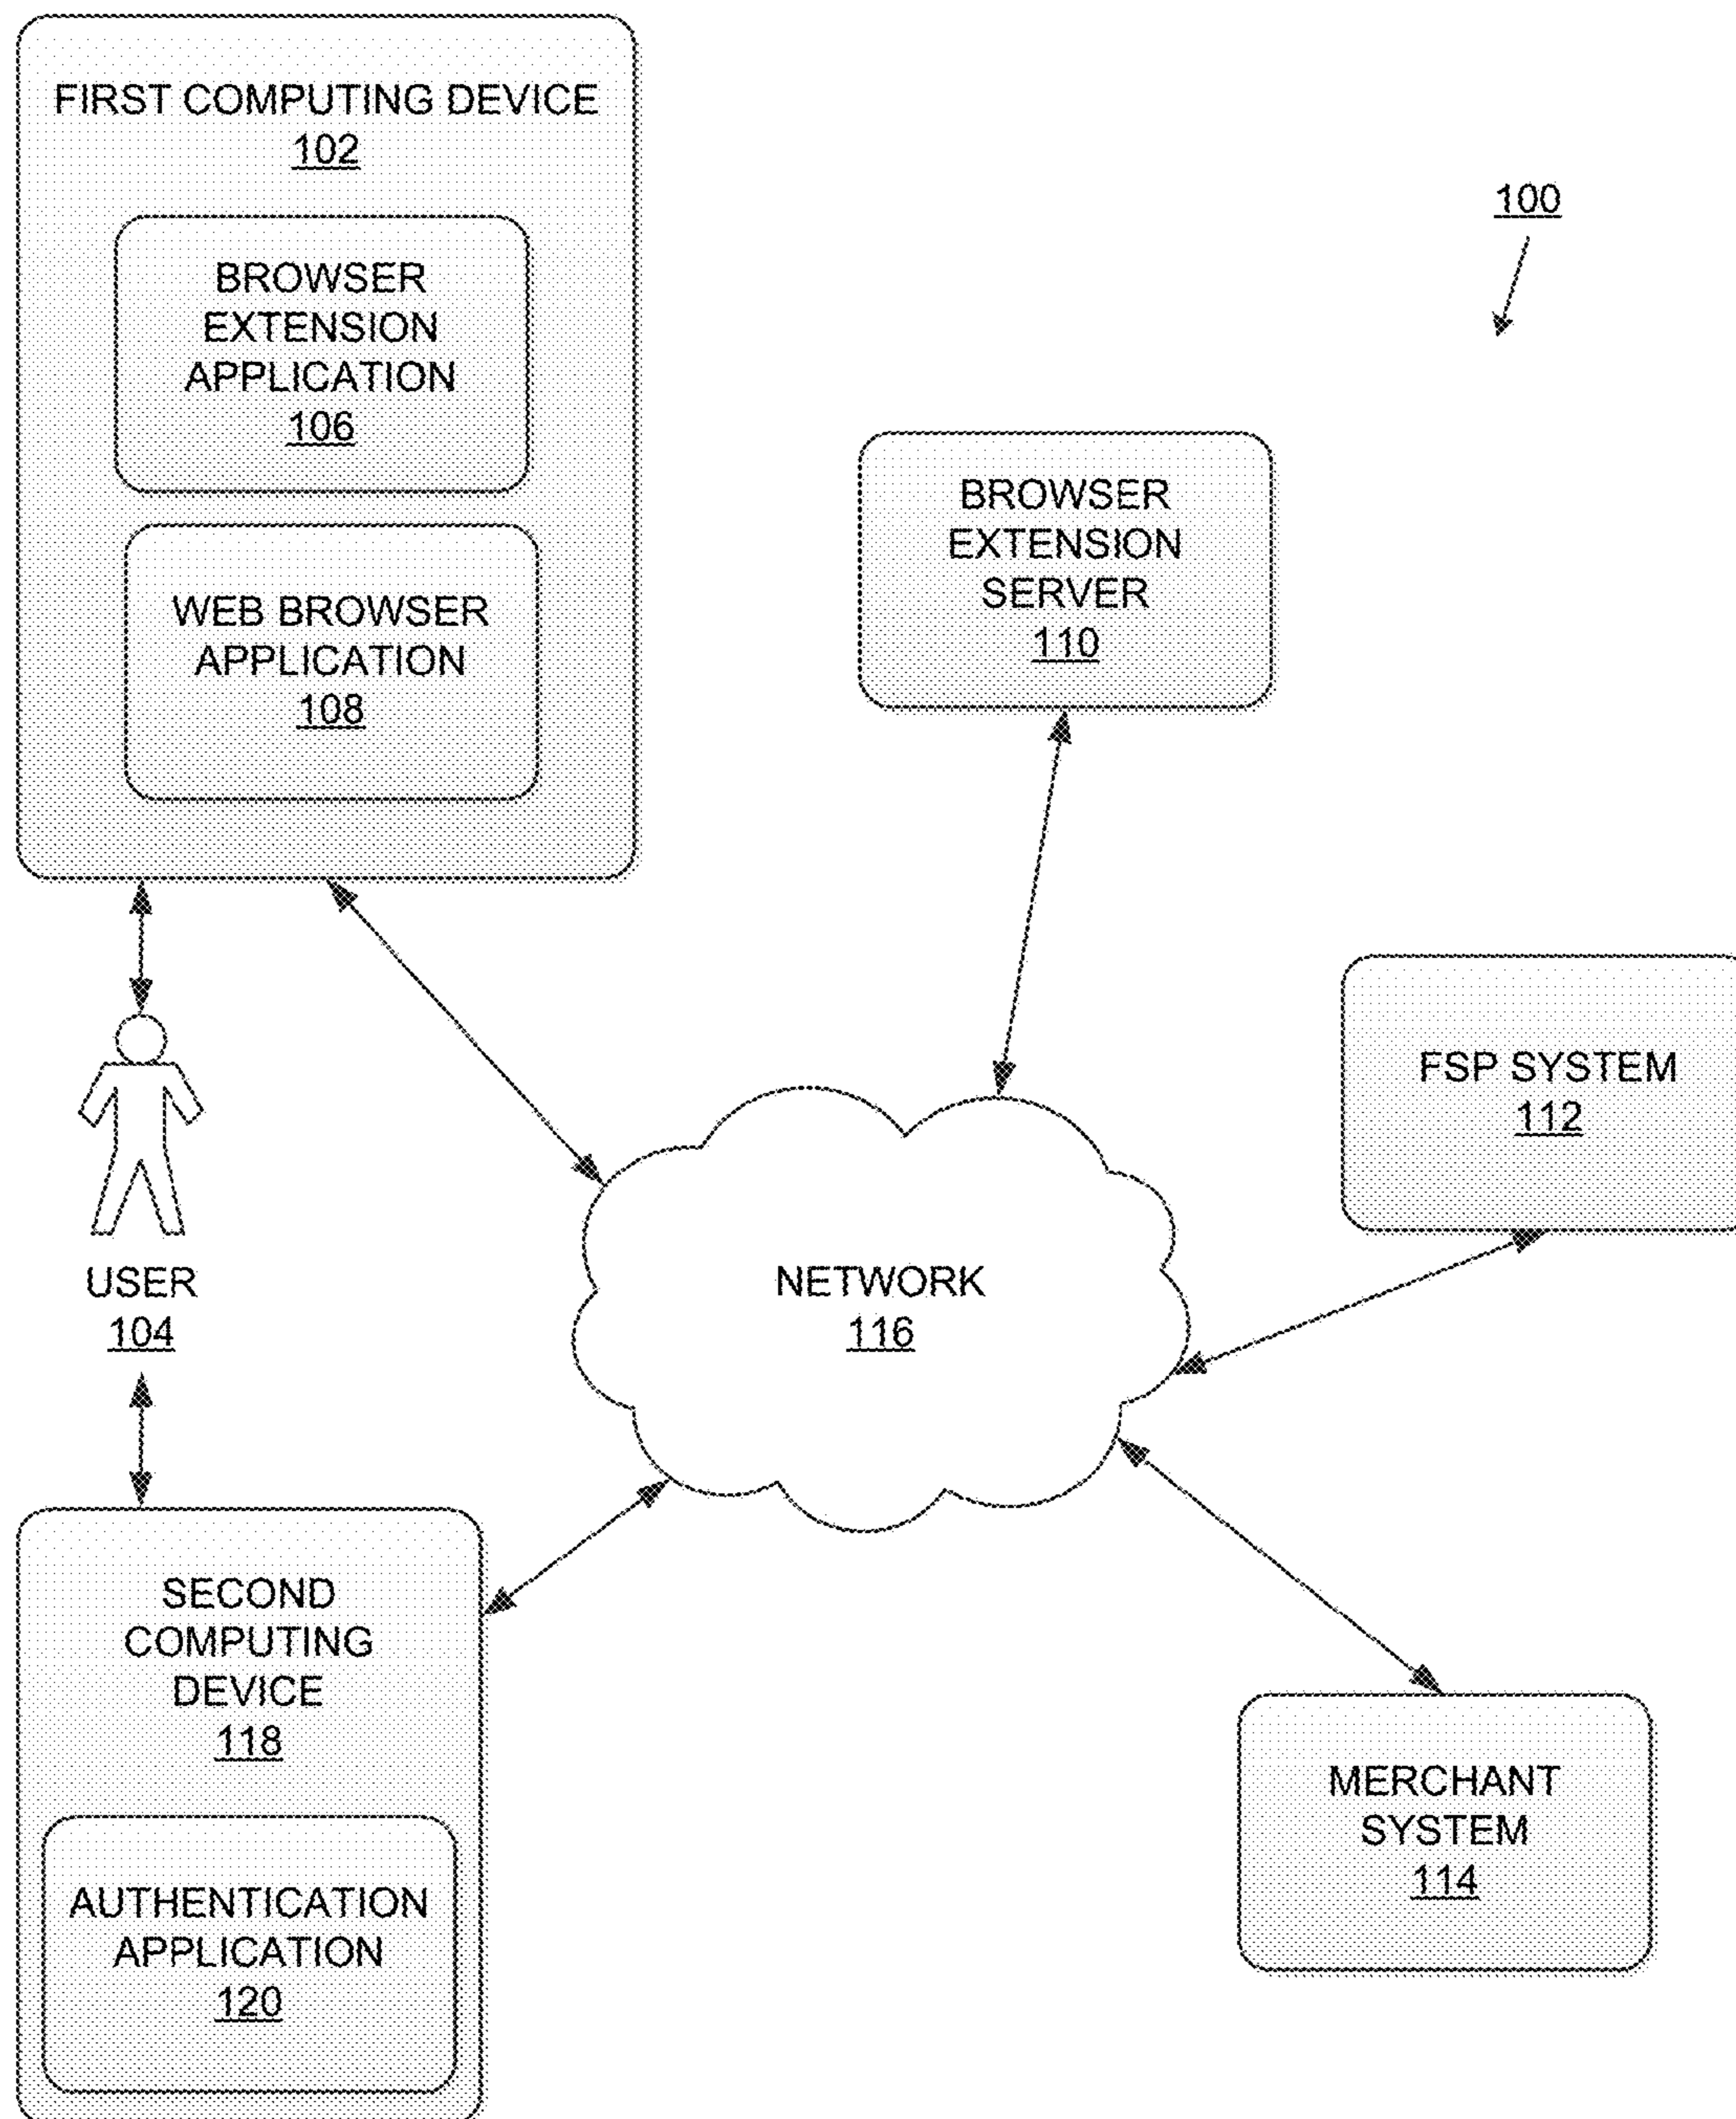 FIRST COMPUTING DEVICE
102
BROWSER
EXTENSION
APPLICATION
106
WEB BROWSER
APPLICATION
108
100
BROWSER
EXTENSION
SERVER
110
FSP SYSTEM
112
USER
104
NETWORK
116
SECOND
COMPUTING
DEVICE
118
AUTHENTICATION
APPLICATION
120
MERCHANT
SYSTEM
114